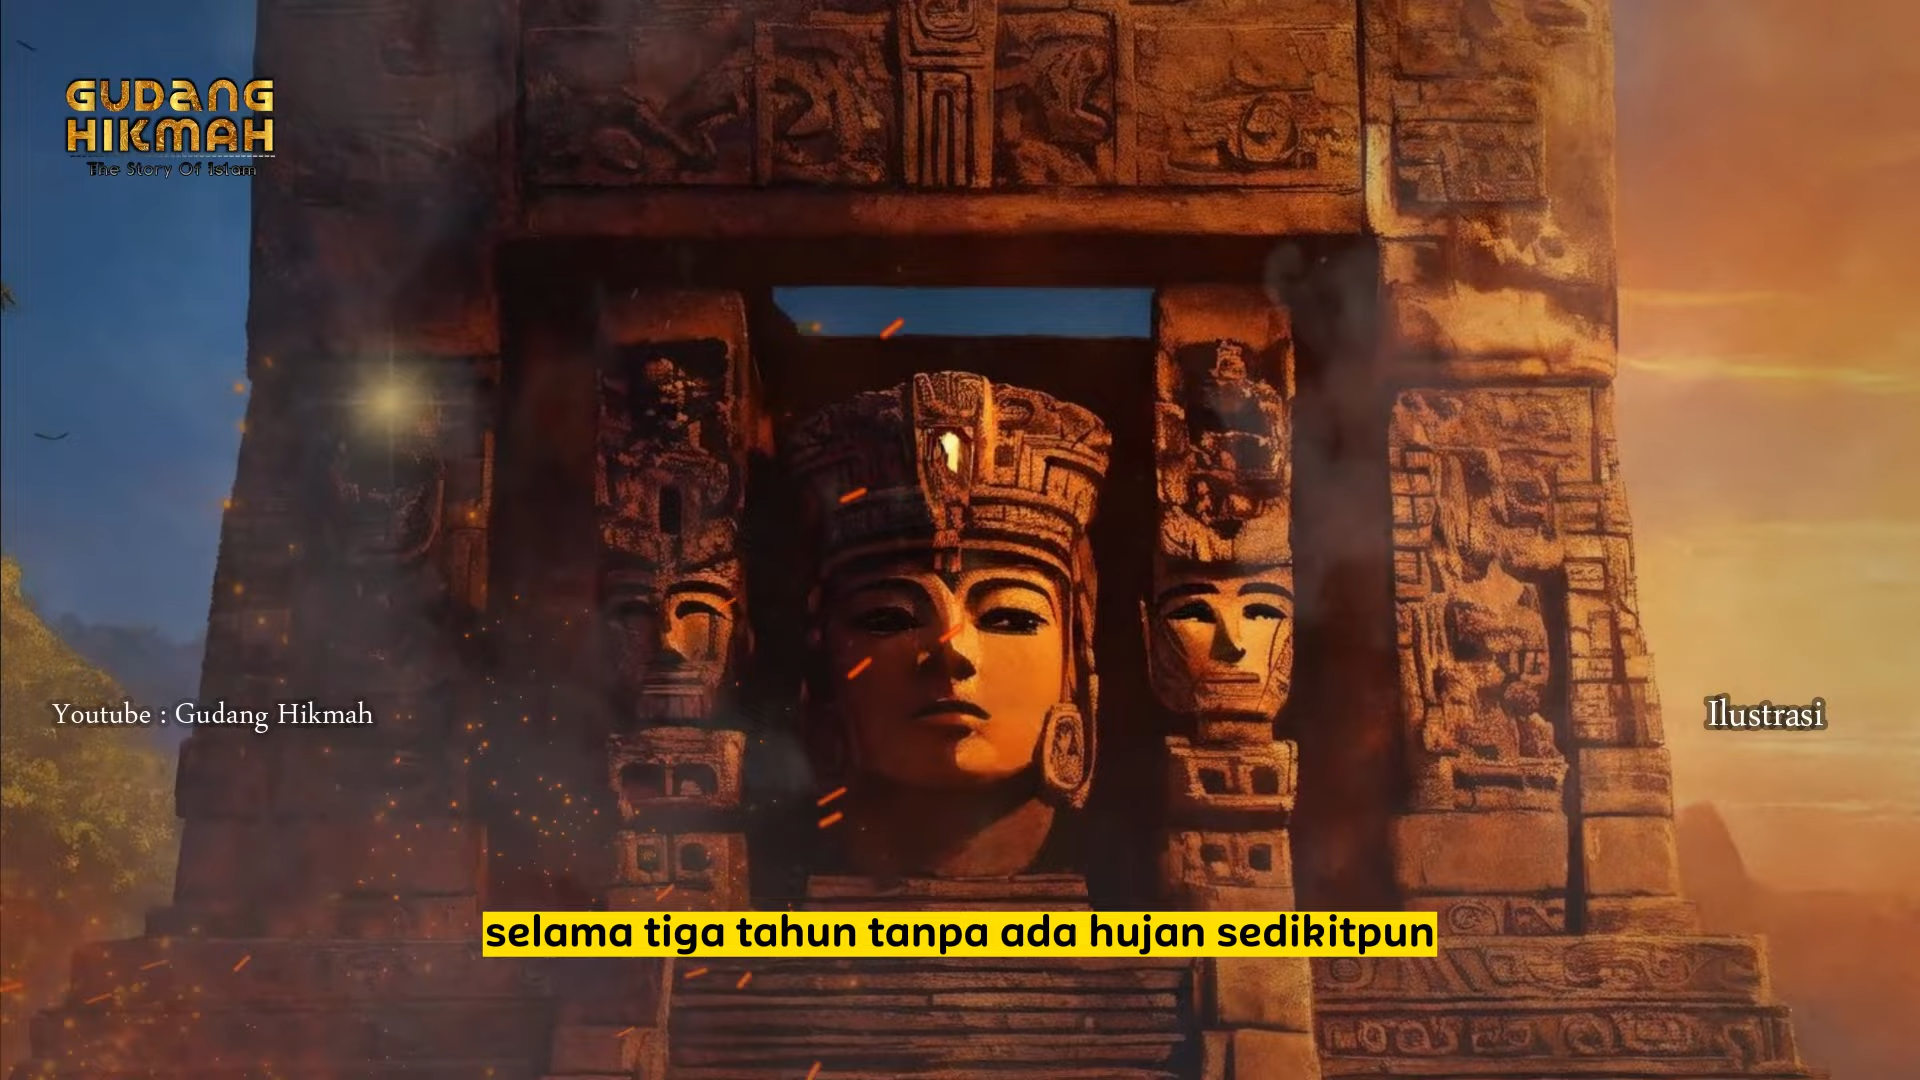 GUDANG
HIKMAH
The Story Of Islam
Youtube : Gudang Hikmah
Ilustrasi
selama tiga tahun tanpa ada hujan sedikitpun